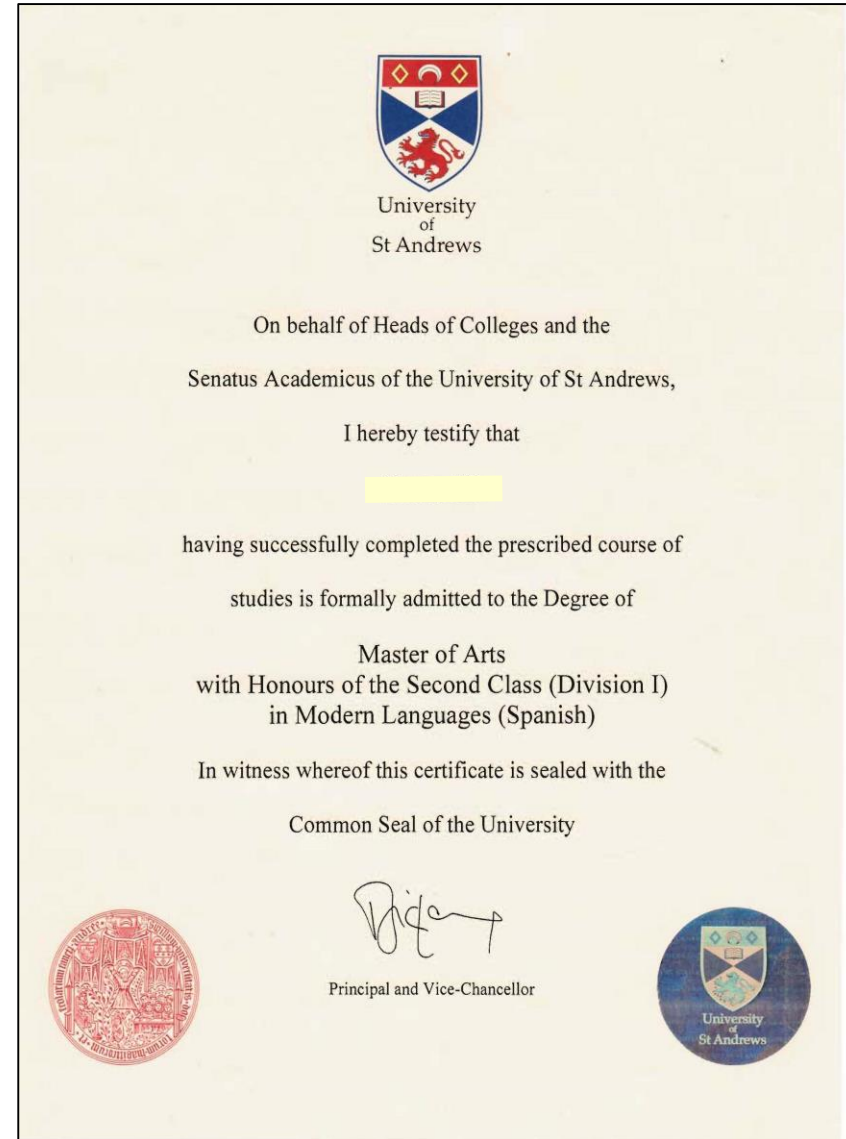 University
of
St Andrews
On behalf of Heads of Colleges and the
Senatus Academicus of the University of St Andrews,
I hereby testify that
having successfully completed the prescribed course of
studies is formally admitted to the Degree of
Master of Arts
with Honours of the Second Class (Division I)
in Modern Languages (Spanish)
In witness whereof this certificate is sealed with the
Common Seal of the University
Principal and Vice-Chancellor
University
of
St Andrews